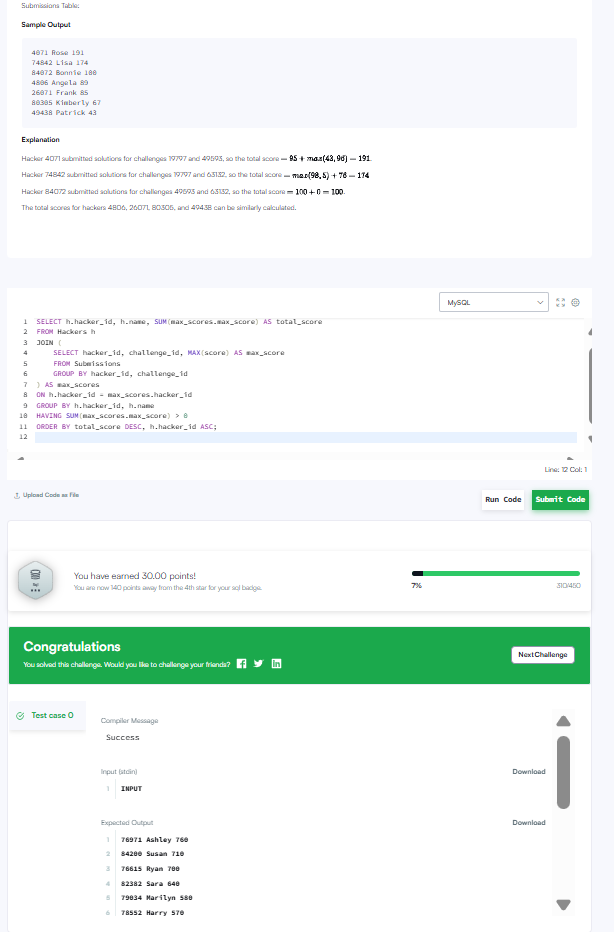 Submissions Table:
Sample Output
4071 Rose 191
74842 Lisa 174
84072 Bonnie 100
4806 Angela 89
26071 Frank 85
80305 Kimberly 67
49438 Patrick 43
Explanation
Hacker 4071 submitted solutions for challenges 19797 and 49593, so the total score = 95 + max(43, 96) = 191.
Hacker 74842 submitted solutions for challenges 19797 and 63132, so the total score = max(98, 5) + 76 = 174
Hacker 84072 submitted solutions for challenges 49593 and 63132, so the total score = 100 + 0 = 100.
The total scores for hackers 4806, 26071, 80305, and 49438 can be similarly calculated.
MySQL
1 SELECT h.hacker_id, h.name, SUM(max_scores.max_score) AS total_score
2 FROM Hackers h
3 JOIN (
4 SELECT hacker_id, challenge_id, MAX(score) AS max_score
5 FROM Submissions
6 GROUP BY hacker_id, challenge_id
7 ) AS max_scores
8 ON h.hacker_id = max_scores.hacker_id
9 GROUP BY h.hacker_id, h.name
10 HAVING SUM(max_scores.max_score) > 0
11 ORDER BY total_score DESC, h.hacker_id ASC;
12
Line: 12 Col: 1
Upload Code as File
Run Code
Submit Code
Sql
You have earned 30.00 points!
You are now 140 points away from the 4th star for your sql badge.
7%
310/450
Congratulations
You solved this challenge. Would you like to challenge your friends?
Next Challenge
Test case 0
Compiler Message
Success
Input (stdin)
Download
1 INPUT
Expected Output
Download
1 76971 Ashley 760
2 84200 Susan 710
3 76615 Ryan 700
4 82382 Sara 640
5 79034 Marilyn 580
6 78552 Harry 570